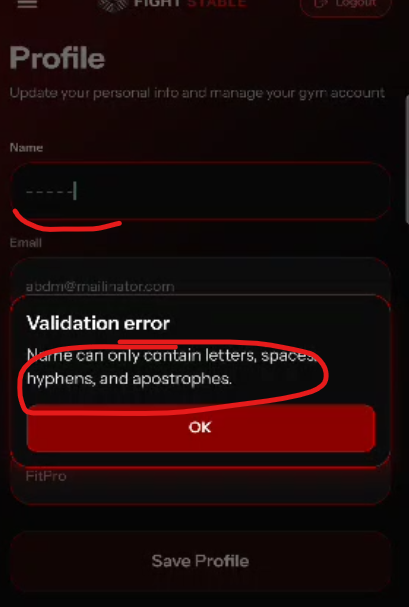 FIGHT STABLE
Logout
Profile
Update your personal info and manage your gym account
Name
-----
Email
abdm@mailinator.com
Validation error
Name can only contain letters, spaces,
hyphens, and apostrophes.
OK
FitPro
Save Profile